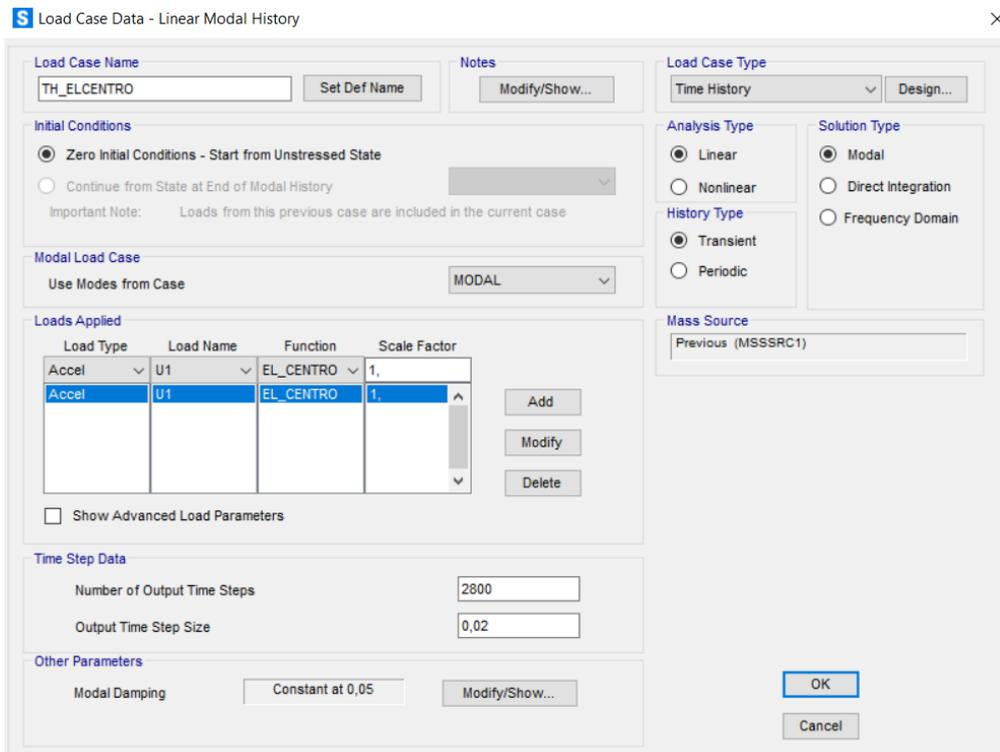 S Load Case Data - Linear Modal History
Load Case Name
TH_ELCENTRO
Set Def Name
Notes
Modify/Show...
Load Case Type
Time History
Design...
Initial Conditions
Zero Initial Conditions - Start from Unstressed State
Continue from State at End of Modal History
Important Note: Loads from this previous case are included in the current case
Analysis Type
Linear
Nonlinear
Solution Type
Modal
Direct Integration
Frequency Domain
History Type
Transient
Periodic
Modal Load Case
Use Modes from Case
MODAL
Loads Applied
Load Type Load Name Function Scale Factor
Accel U1 EL_CENTRO 1,
Accel U1 EL_CENTRO 1,
Add
Modify
Delete
Show Advanced Load Parameters
Mass Source
Previous (MSSSRC1)
Time Step Data
Number of Output Time Steps 2800
Output Time Step Size 0,02
Other Parameters
Modal Damping Constant at 0,05 Modify/Show...
OK
Cancel